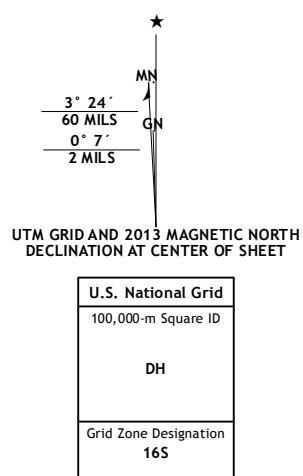 MN
3° 24´
60 MILS
GN
0° 7´
2 MILS
UTM GRID AND 2013 MAGNETIC NORTH
DECLINATION AT CENTER OF SHEET
U.S. National Grid
100,000-m Square ID
DH
Grid Zone Designation
16S